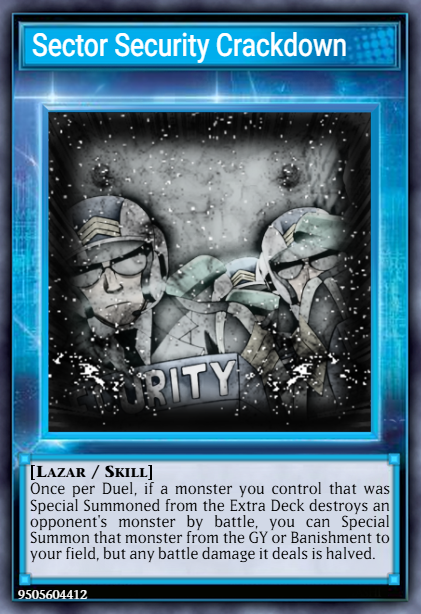 Sector Security Crackdown
URITY
[LAZAR / SKILL]
Once per Duel, if a monster you control that was
Special Summoned from the Extra Deck destroys an
opponent's monster by battle, you can Special
Summon that monster from the GY or Banishment to
your field, but any battle damage it deals is halved.
9505604412